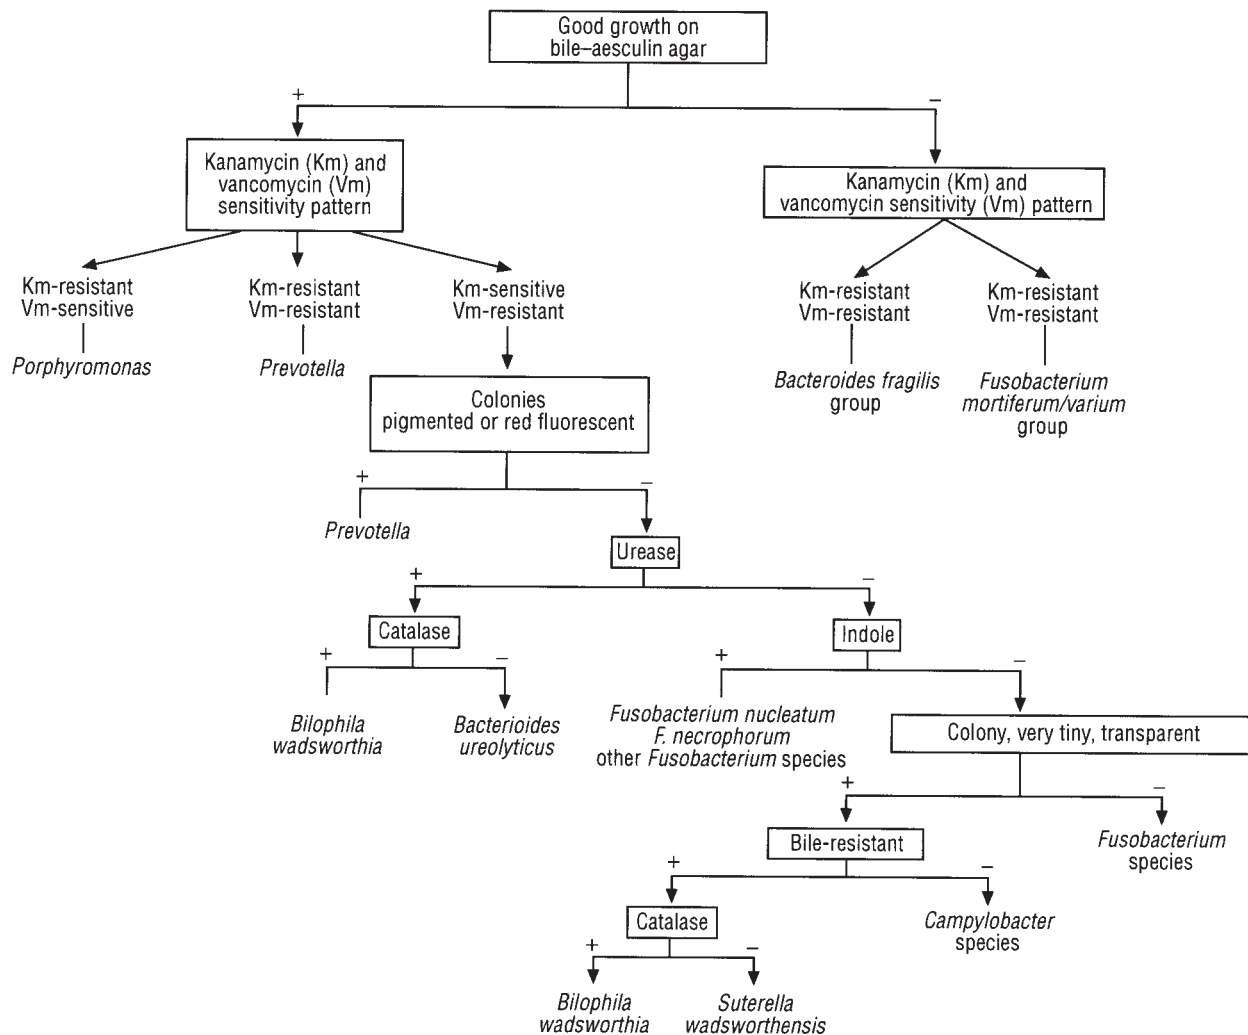 Good growth on
bile–aesculin agar
+
–
Kanamycin (Km) and
vancomycin (Vm)
sensitivity pattern
Kanamycin (Km) and
vancomycin sensitivity (Vm) pattern
Km-resistant
Vm-sensitive
Km-resistant
Vm-resistant
Km-sensitive
Vm-resistant
Km-resistant
Vm-resistant
Km-resistant
Vm-resistant
Porphyromonas
Prevotella
Bacteroides fragilis
group
Fusobacterium
mortiferum/varium
group
Colonies
pigmented or red fluorescent
+
–
Prevotella
Urease
+
–
Catalase
Indole
+
–
+
–
Bilophila
wadsworthia
Bacterioides
ureolyticus
Fusobacterium nucleatum
F. necrophorum
other Fusobacterium species
Colony, very tiny, transparent
+
–
Bile-resistant
Fusobacterium
species
+
–
Catalase
Campylobacter
species
+
–
Bilophila
wadsworthia
Suterella
wadsworthensis